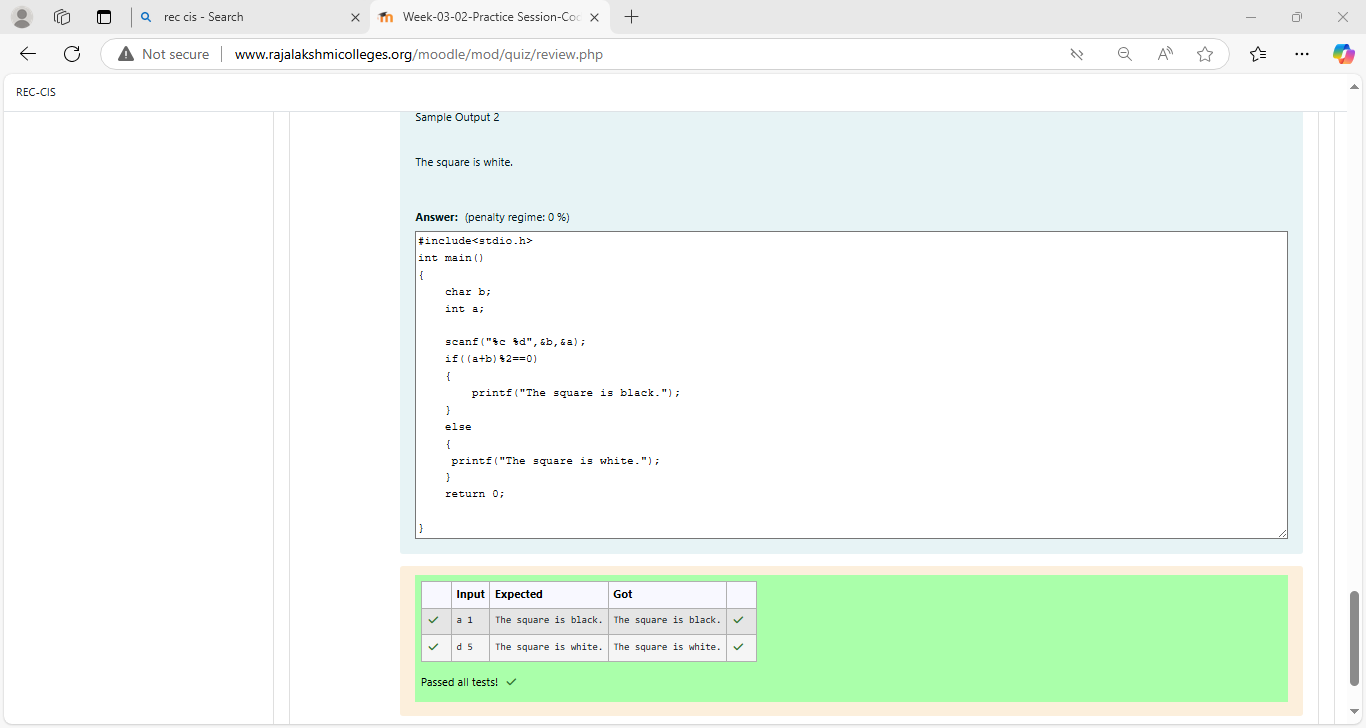 rec cis - Search
Week-03-02-Practice Session-Co
Not secure
www.rajalakshmicolleges.org/moodle/mod/quiz/review.php
REC-CIS
Sample Output 2
The square is white.
Answer: (penalty regime: 0 %)
#include<stdio.h>
int main()
{
    char b;
    int a;
    scanf("%c %d",&b,&a);
    if((a+b)%2==0)
    {
        printf("The square is black.");
    }
    else
    {
     printf("The square is white.");
    }
    return 0;
}
Input Expected Got
a 1 The square is black. The square is black.
d 5 The square is white. The square is white.
Passed all tests!